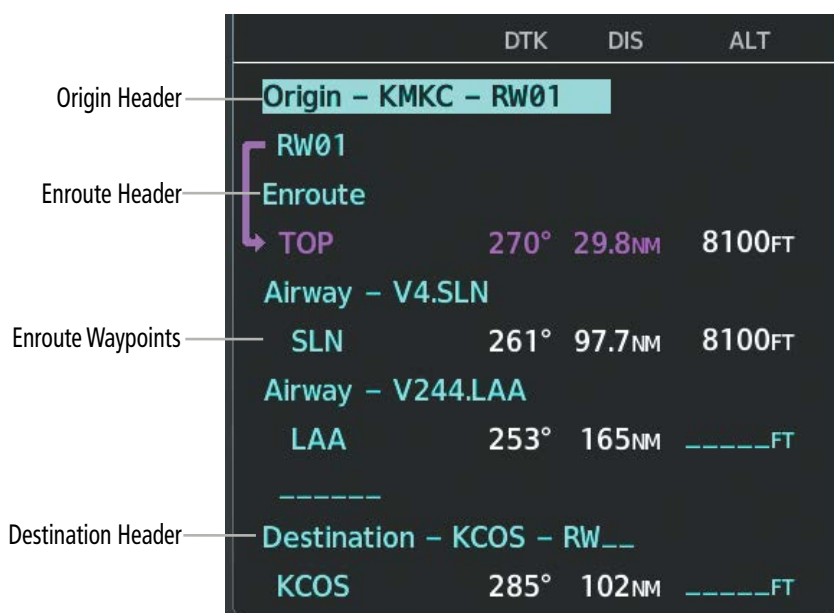 DTK DIS ALT
Origin Header Origin – KMKC – RW01
RW01
Enroute Header Enroute
TOP 270° 29.8NM 8100FT
Airway – V4.SLN
Enroute Waypoints SLN 261° 97.7NM 8100FT
Airway – V244.LAA
LAA 253° 165NM _____FT
______
Destination Header Destination – KCOS – RW__
KCOS 285° 102NM _____FT